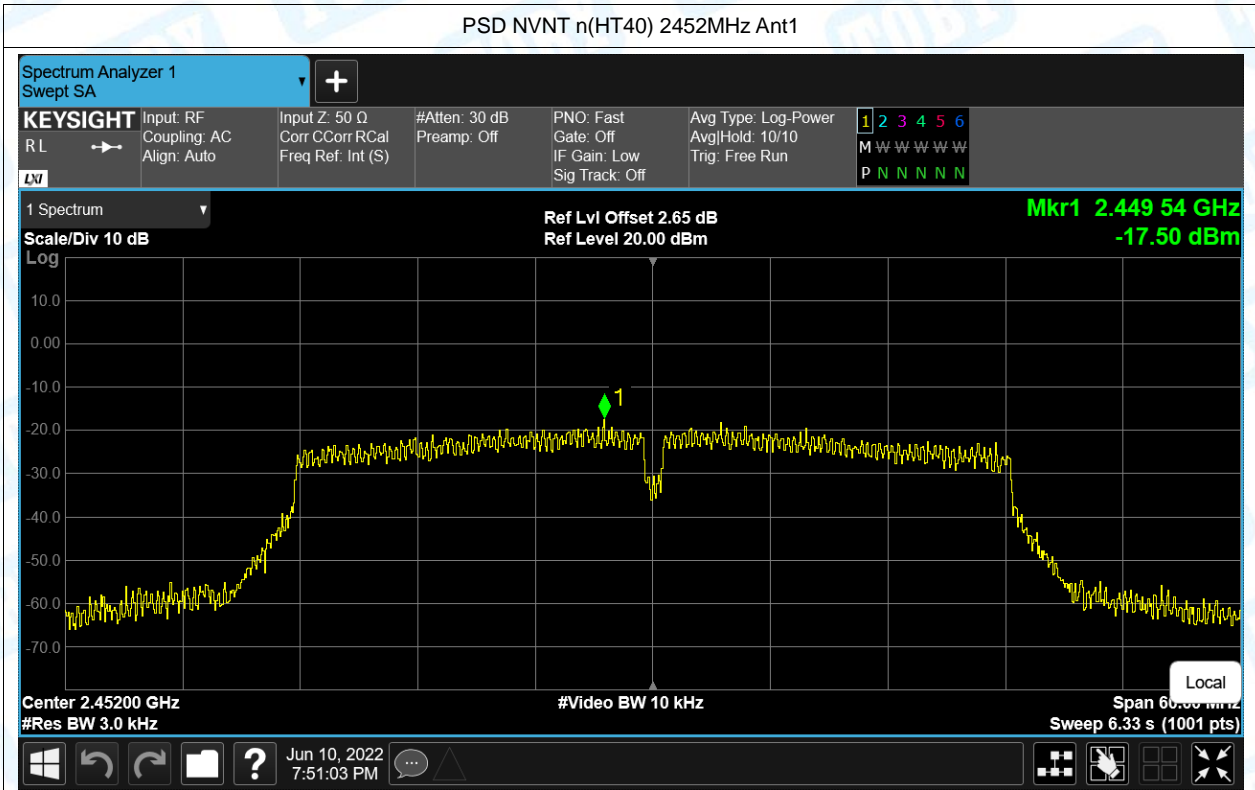 PSD NVNT n(HT40) 2452MHz Ant1
Spectrum Analyzer 1
Swept SA
KEYSIGHT
R L
LXI
Input: RF
Coupling: AC
Align: Auto
Input Z: 50 Ω
Corr CCorr RCal
Freq Ref: Int (S)
#Atten: 30 dB
Preamp: Off
PNO: Fast
Gate: Off
IF Gain: Low
Sig Track: Off
Avg Type: Log-Power
Avg|Hold: 10/10
Trig: Free Run
1 2 3 4 5 6
M W W W W W
P N N N N N
1 Spectrum
Scale/Div 10 dB
Ref Lvl Offset 2.65 dB
Ref Level 20.00 dBm
Mkr1 2.449 54 GHz
-17.50 dBm
Log
10.0
0.00
-10.0
-20.0
-30.0
-40.0
-50.0
-60.0
-70.0
1
Center 2.45200 GHz
#Res BW 3.0 kHz
#Video BW 10 kHz
Local
Span 60.00 MHz
Sweep 6.33 s (1001 pts)
?
Jun 10, 2022
7:51:03 PM